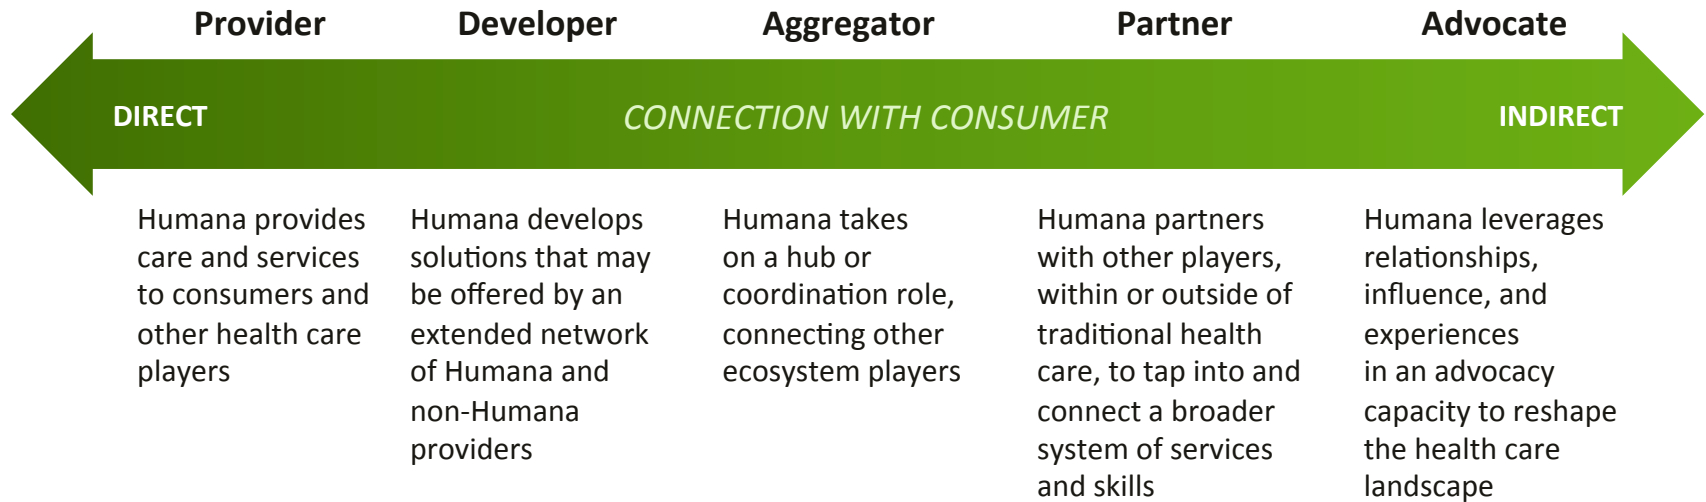 Provider
Developer
Aggregator
Partner
Advocate
DIRECT
CONNECTION WITH CONSUMER
INDIRECT
Humana provides
care and services
to consumers and
other health care
players
Humana develops
solutions that may
be offered by an
extended network
of Humana and
non-Humana
providers
Humana takes
on a hub or
coordination role,
connecting other
ecosystem players
Humana partners
with other players,
within or outside of
traditional health
care, to tap into and
connect a broader
system of services
and skills
Humana leverages
relationships,
influence, and
experiences
in an advocacy
capacity to reshape
the health care
landscape